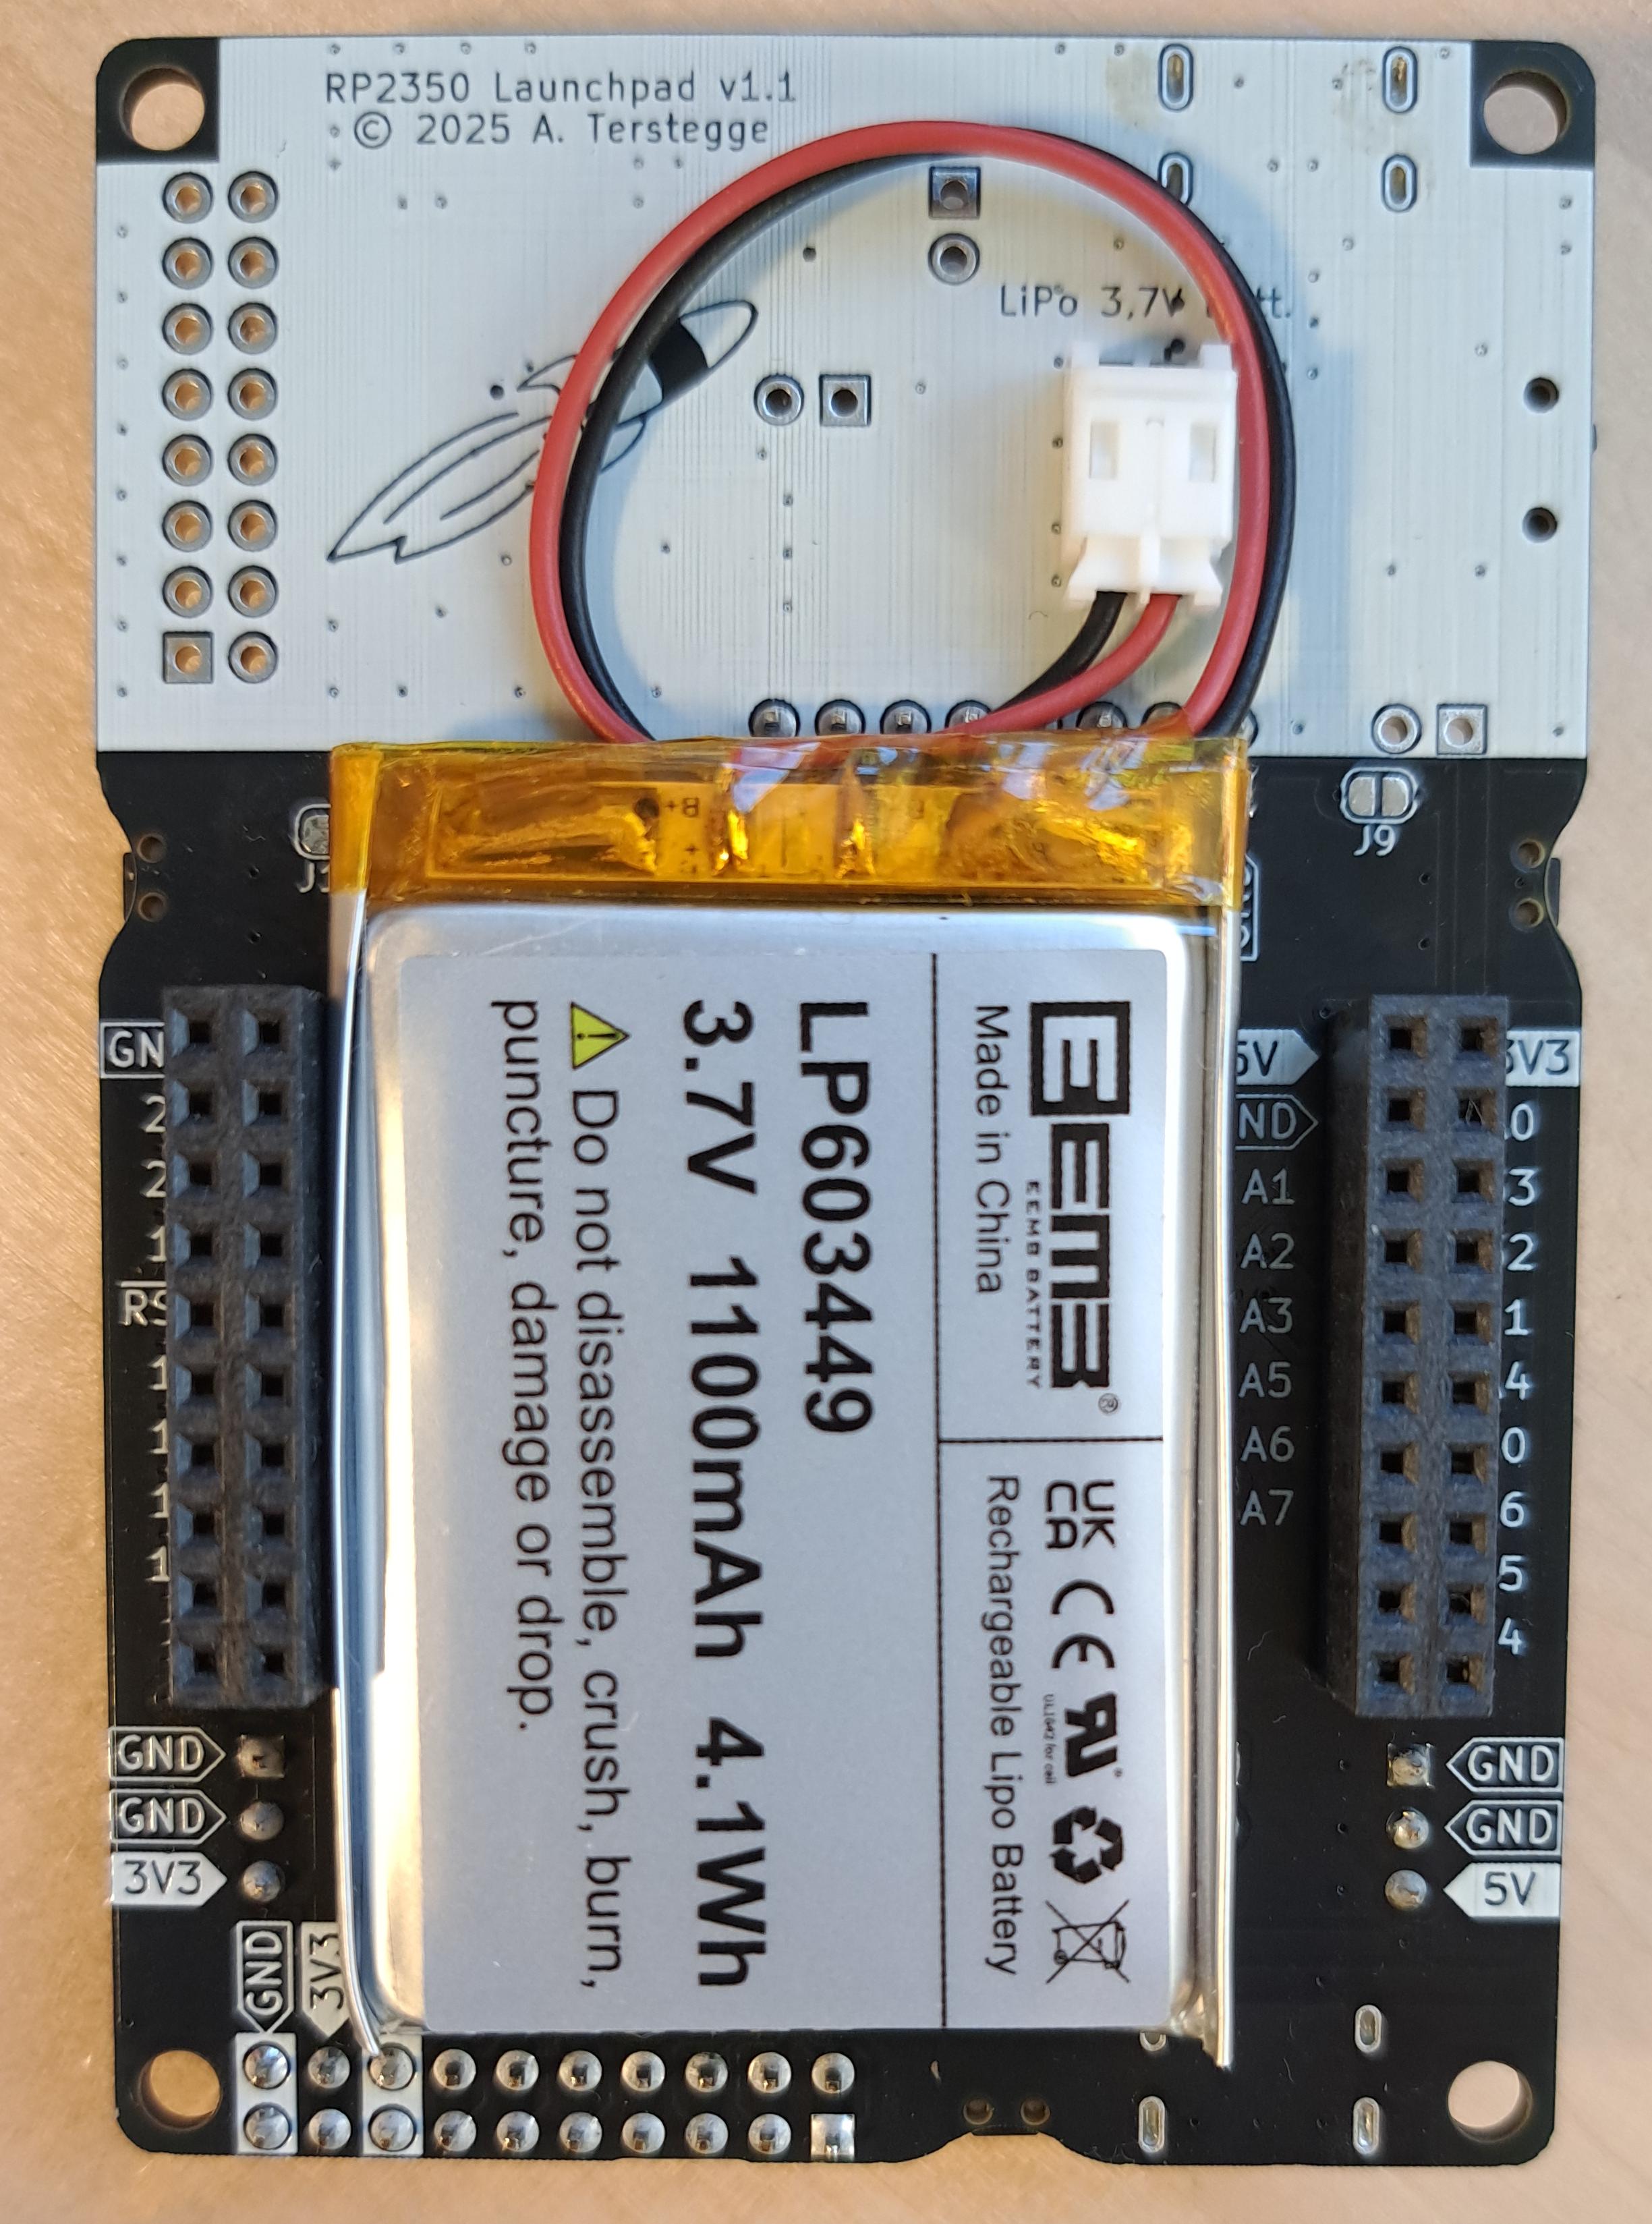 RP2350 Launchpad v1.1
© 2025 A. Terstegge
LiPo 3,7V
J9
B+
GND
GND
3V3
GND
3V3
5V
3V3
A1
A2
A3
A5
A6
A7
GND
GND
5V
EEMB®
EEMB BATTERY
Made in China
UK
CA
CE
Rechargeable Lipo Battery
LP603449
3.7V 1100mAh 4.1Wh
Do not disassemble, crush, burn,
puncture, damage or drop.